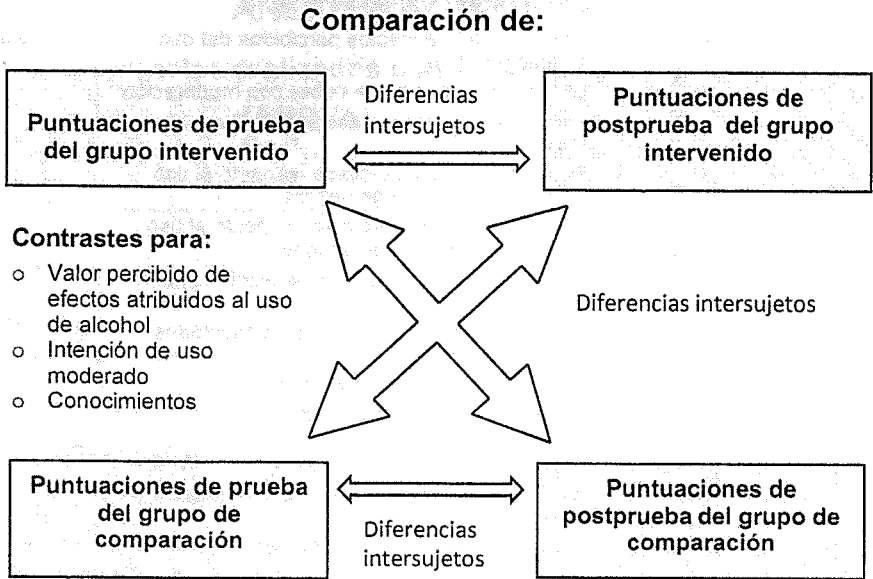 Comparación de:
Puntuaciones de prueba
del grupo intervenido
Diferencias
intersujetos
Puntuaciones de
postprueba del grupo
intervenido
Contrastes para:
o Valor percibido de
efectos atribuidos al uso
de alcohol
o Intención de uso
moderado
o Conocimientos
Diferencias intersujetos
Puntuaciones de prueba
del grupo de
comparación
Diferencias
intersujetos
Puntuaciones de
postprueba del grupo de
comparación